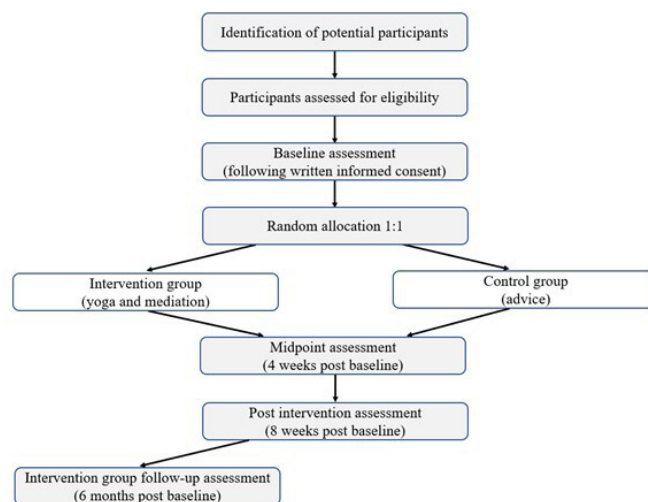 Identification of potential participants
Participants assessed for eligibility
Baseline assessment
(following written informed consent)
Random allocation 1:1
Intervention group
(yoga and mediation)
Control group
(advice)
Midpoint assessment
(4 weeks post baseline)
Post intervention assessment
(8 weeks post baseline)
Intervention group follow-up assessment
(6 months post baseline)